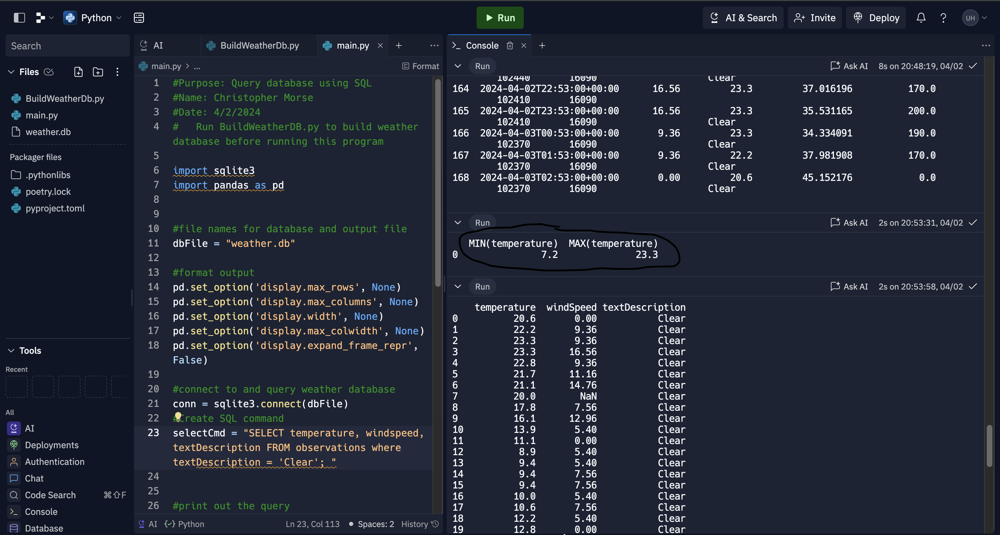 Python
Run
AI & Search
Invite
Deploy
UH
Search
Files
BuildWeatherDb.py
main.py
weather.db
Packager files
.pythonlibs
poetry.lock
pyproject.toml
Tools
Recent
All
AI
Deployments
Authentication
Chat
Code Search ⌘⇧F
Console
Database
AI
BuildWeatherDb.py
main.py
main.py > ...
Format
1 #Purpose: Query database using SQL
2 #Name: Christopher Morse
3 #Date: 4/2/2024
4 #   Run BuildWeatherDB.py to build weather
database before running this program
5
6 import sqlite3
7 import pandas as pd
8
9
10 #file names for database and output file
11 dbFile = "weather.db"
12
13 #format output
14 pd.set_option('display.max_rows', None)
15 pd.set_option('display.max_columns', None)
16 pd.set_option('display.width', None)
17 pd.set_option('display.max_colwidth', None)
18 pd.set_option('display.expand_frame_repr',
False)
19
20 #connect to and query weather database
21 conn = sqlite3.connect(dbFile)
22 #Create SQL command
23 selectCmd = "SELECT temperature, windspeed,
textDescription FROM observations where
textDescription = 'Clear'; "
24
25
26 #print out the query
AI {✓} Python Ln 23, Col 113 • Spaces: 2 History
Console
Run Ask AI 8s on 20:48:19, 04/02
102440 16090 Clear
164 2024-04-02T22:53:00+00:00 16.56 23.3 37.016196 170.0
102410 16090
165 2024-04-02T23:53:00+00:00 16.56 23.3 35.531165 200.0
102410 16090 Clear
166 2024-04-03T00:53:00+00:00 9.36 23.3 34.334091 190.0
102370 16090 Clear
167 2024-04-03T01:53:00+00:00 9.36 22.2 37.981908 170.0
102370 16090 Clear
168 2024-04-03T02:53:00+00:00 0.00 20.6 45.152176 0.0
102370 16090 Clear
Run Ask AI 2s on 20:53:31, 04/02
MIN(temperature) MAX(temperature)
0 7.2 23.3
Run Ask AI 2s on 20:53:58, 04/02
temperature windSpeed textDescription
0 20.6 0.00 Clear
1 22.2 9.36 Clear
2 23.3 9.36 Clear
3 23.3 16.56 Clear
4 22.8 9.36 Clear
5 21.7 11.16 Clear
6 21.1 14.76 Clear
7 20.0 NaN Clear
8 17.8 7.56 Clear
9 16.1 12.96 Clear
10 13.9 5.40 Clear
11 11.1 0.00 Clear
12 8.9 5.40 Clear
13 9.4 5.40 Clear
14 9.4 7.56 Clear
15 9.4 7.56 Clear
16 10.0 5.40 Clear
17 10.6 7.56 Clear
18 12.2 5.40 Clear
19 12.8 0.00 Clear